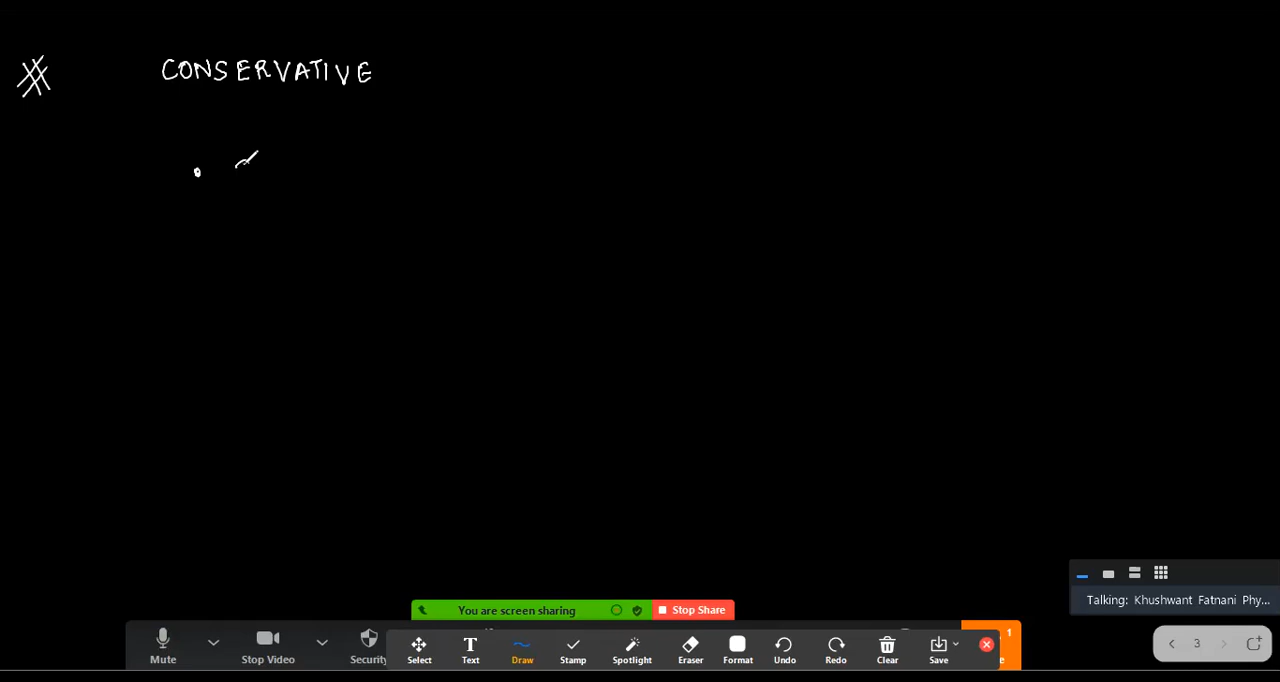 CONSERVATIVE
Talking: Khushwant Fatnani Phy...
You are screen sharing
Stop Share
1
Mute
Stop Video
Security
Select
Text
Draw
Stamp
Spotlight
Eraser
Format
Undo
Redo
Clear
Save
3